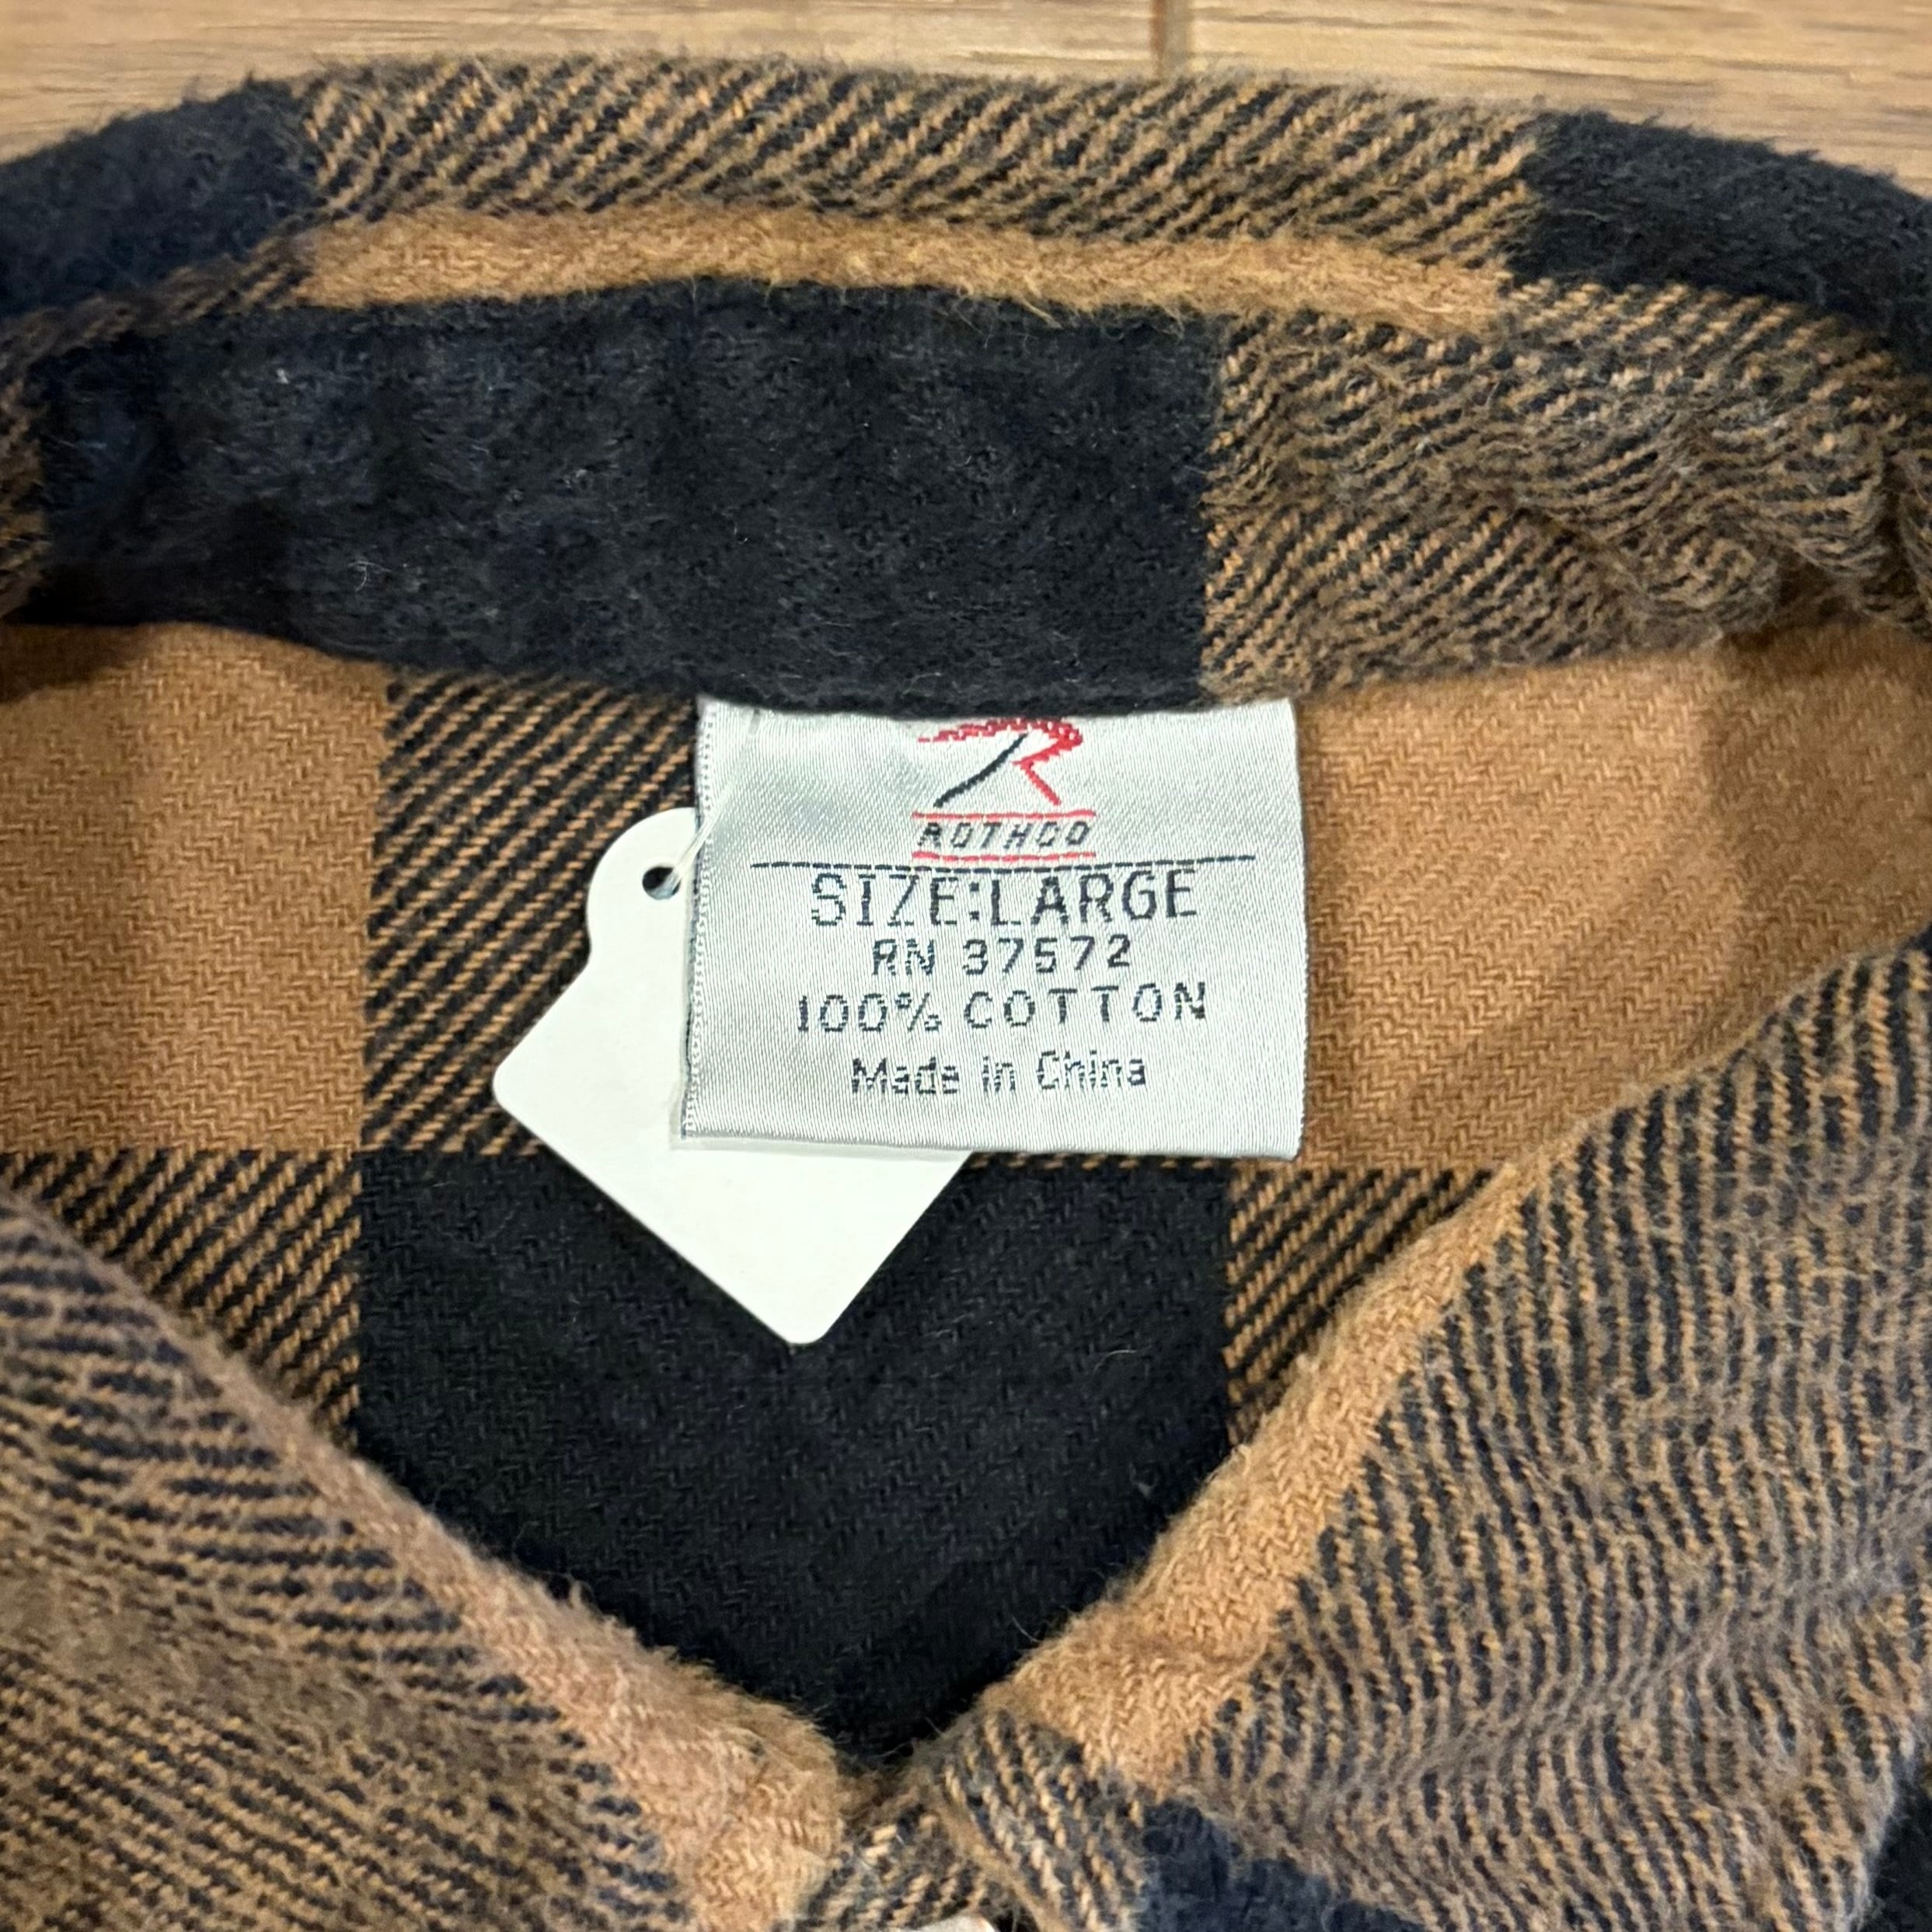 ROTHCO
SIZE:LARGE
RN 37572
100% COTTON
Made in China